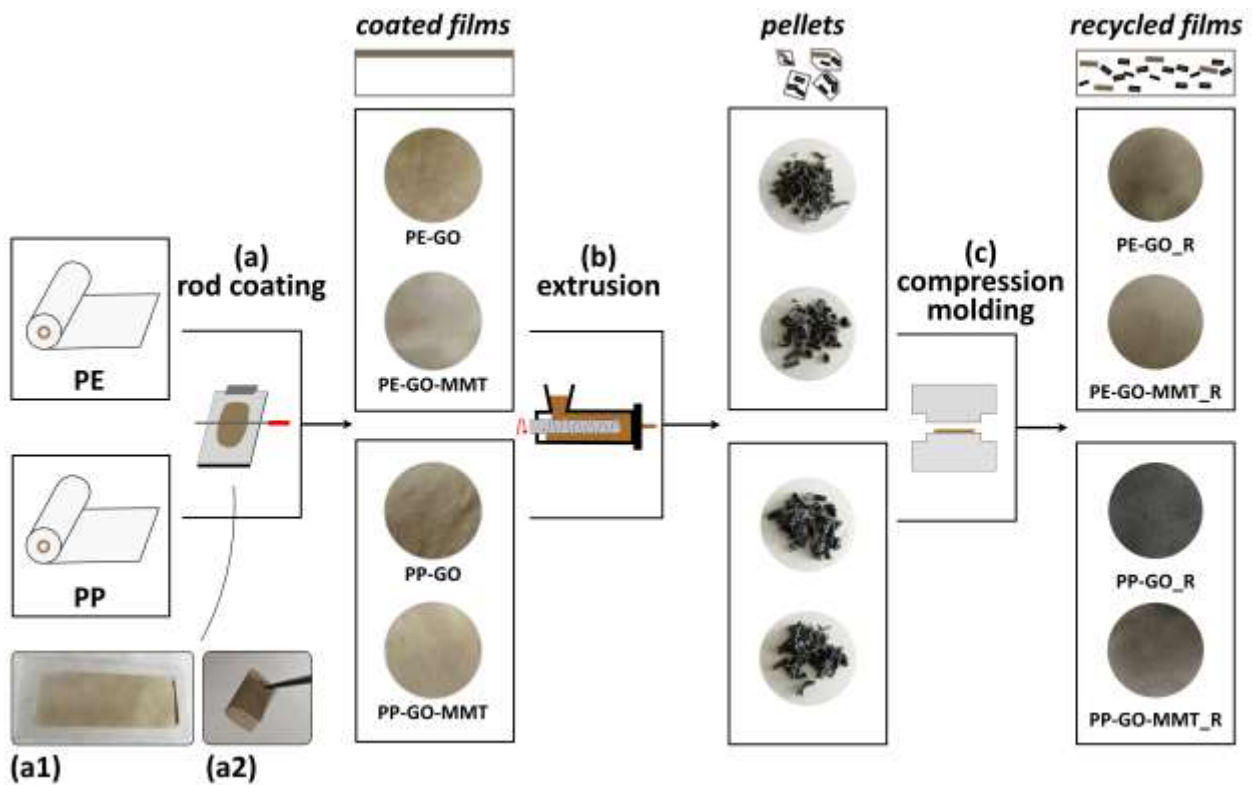 coated films
pellets
recycled films
(a)
rod coating
PE
PP
(a1)
(a2)
PE-GO
PE-GO-MMT
PP-GO
PP-GO-MMT
(b)
extrusion
(c)
compression
molding
PE-GO_R
PE-GO-MMT_R
PP-GO_R
PP-GO-MMT_R